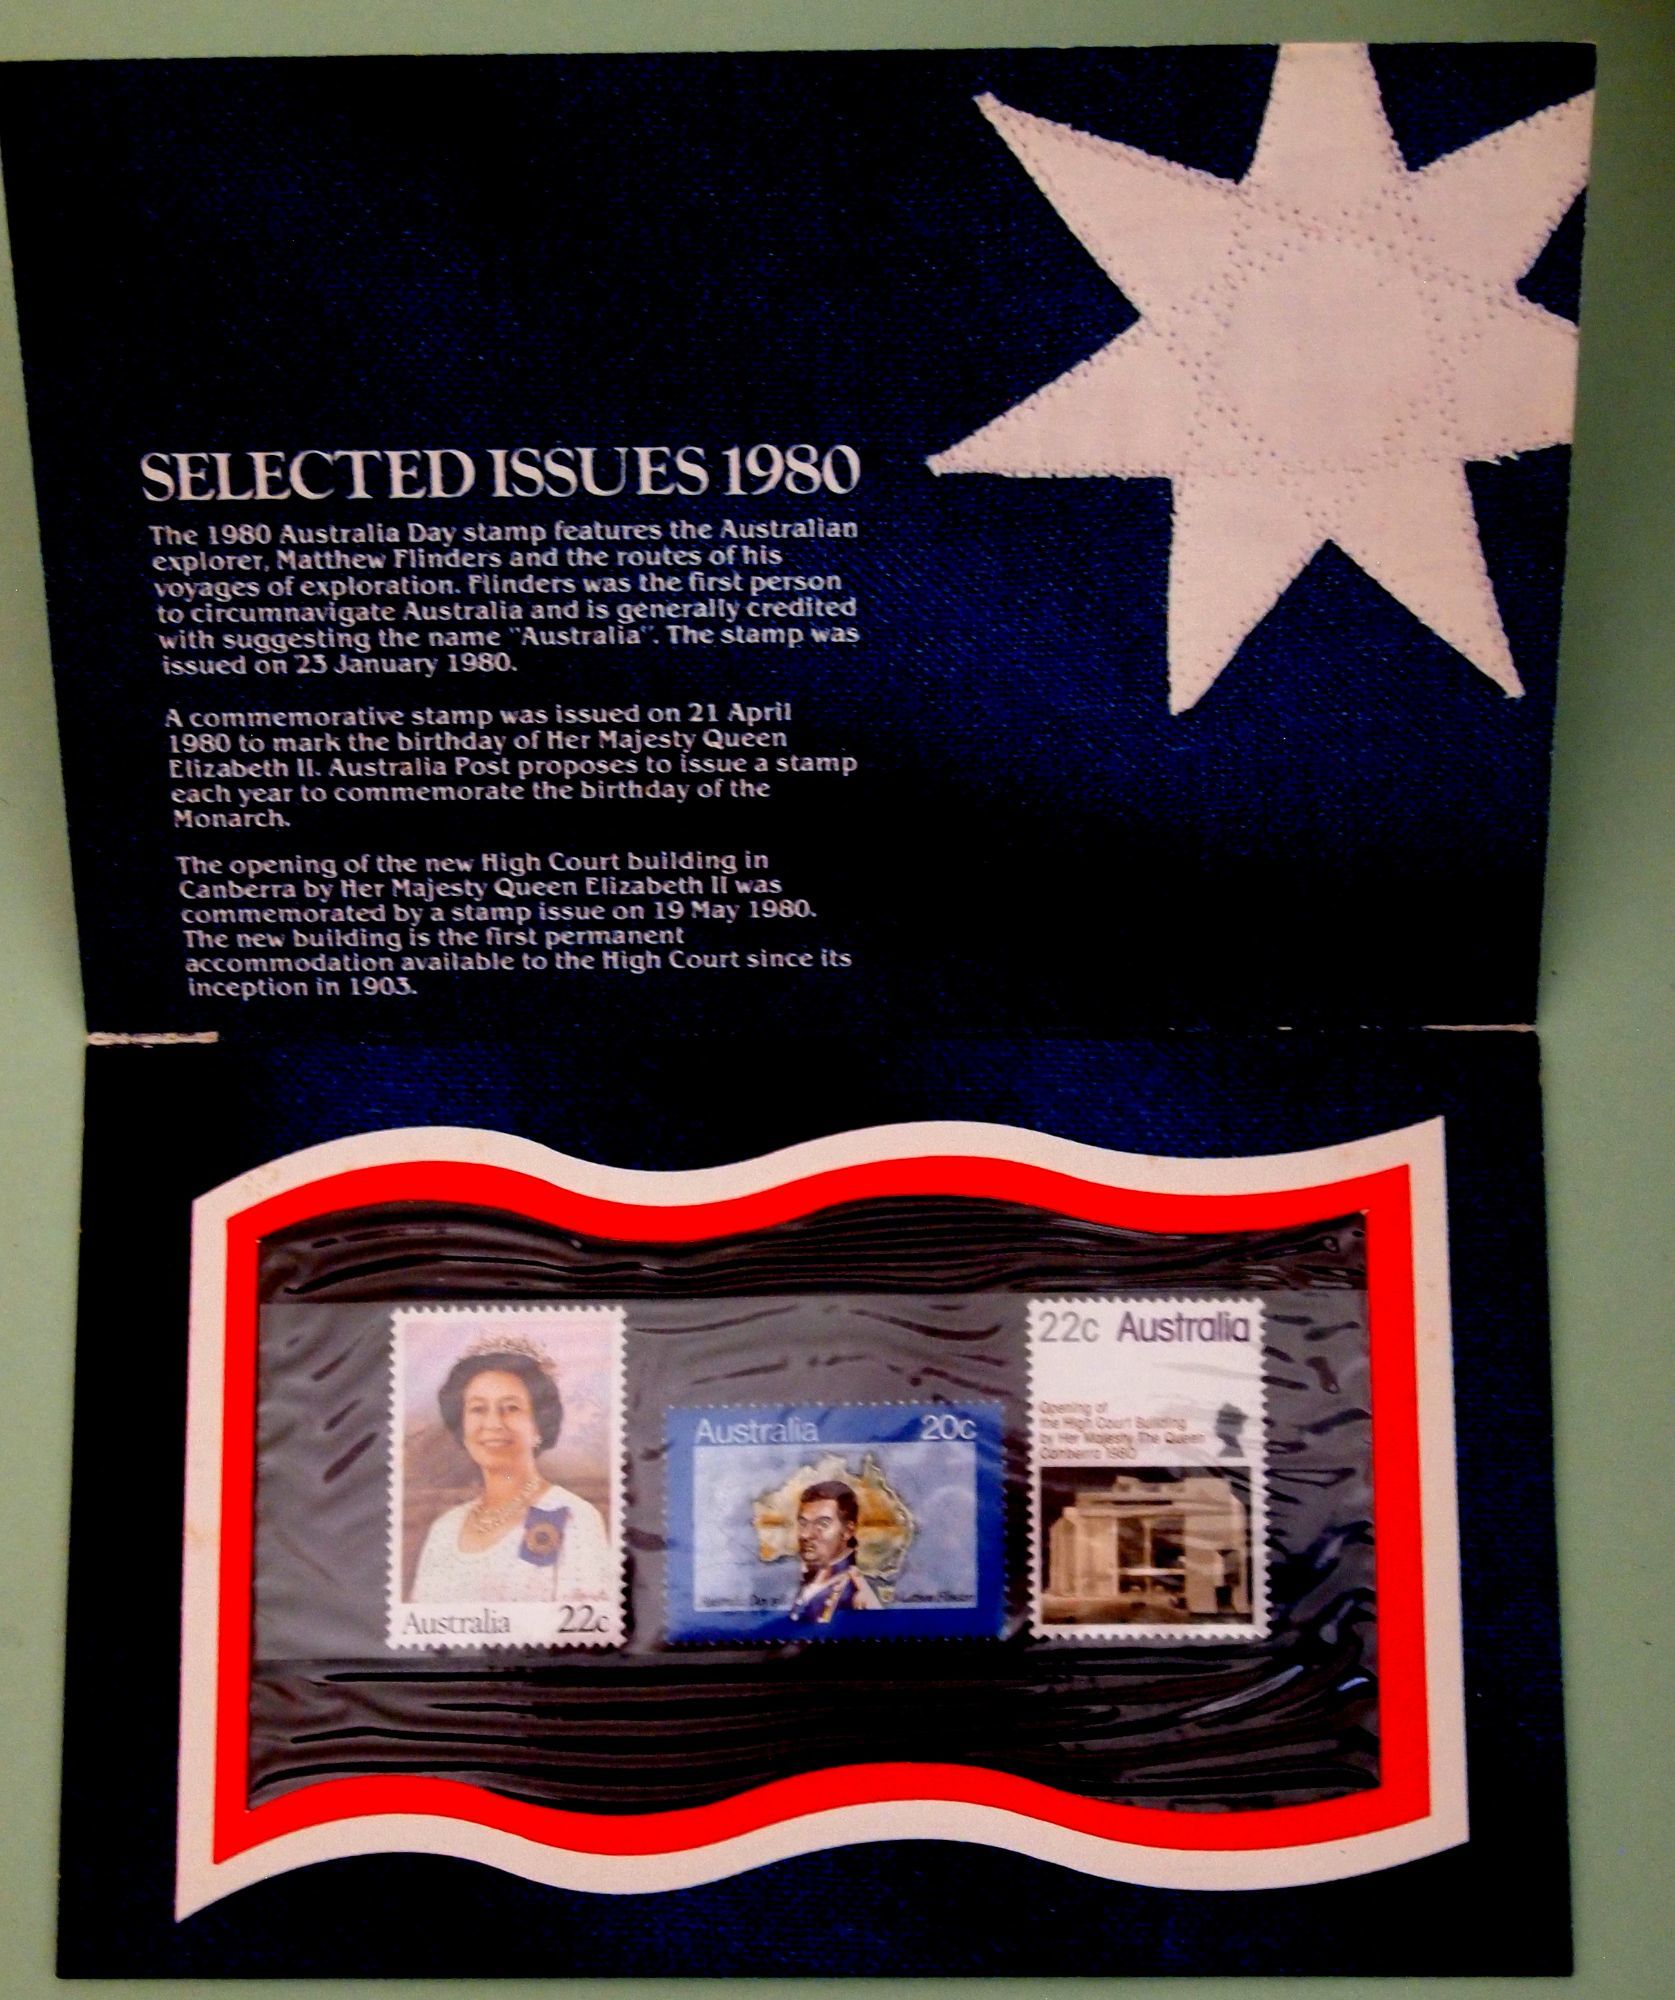 SELECTED ISSUES 1980
The 1980 Australia Day stamp features the Australian
explorer, Matthew Flinders and the routes of his
voyages of exploration. Flinders was the first person
to circumnavigate Australia and is generally credited
with suggesting the name "Australia". The stamp was
issued on 23 January 1980.
A commemorative stamp was issued on 21 April
1980 to mark the birthday of Her Majesty Queen
Elizabeth II. Australia Post proposes to issue a stamp
each year to commemorate the birthday of the
Monarch.
The opening of the new High Court building in
Canberra by Her Majesty Queen Elizabeth II was
commemorated by a stamp issue on 19 May 1980.
The new building is the first permanent
accommodation available to the High Court since its
inception in 1903.
Australia 22c
Australia 20c
Australia Day
22c Australia
Opening of
the High Court Building
by Her Majesty The Queen
Canberra 1980